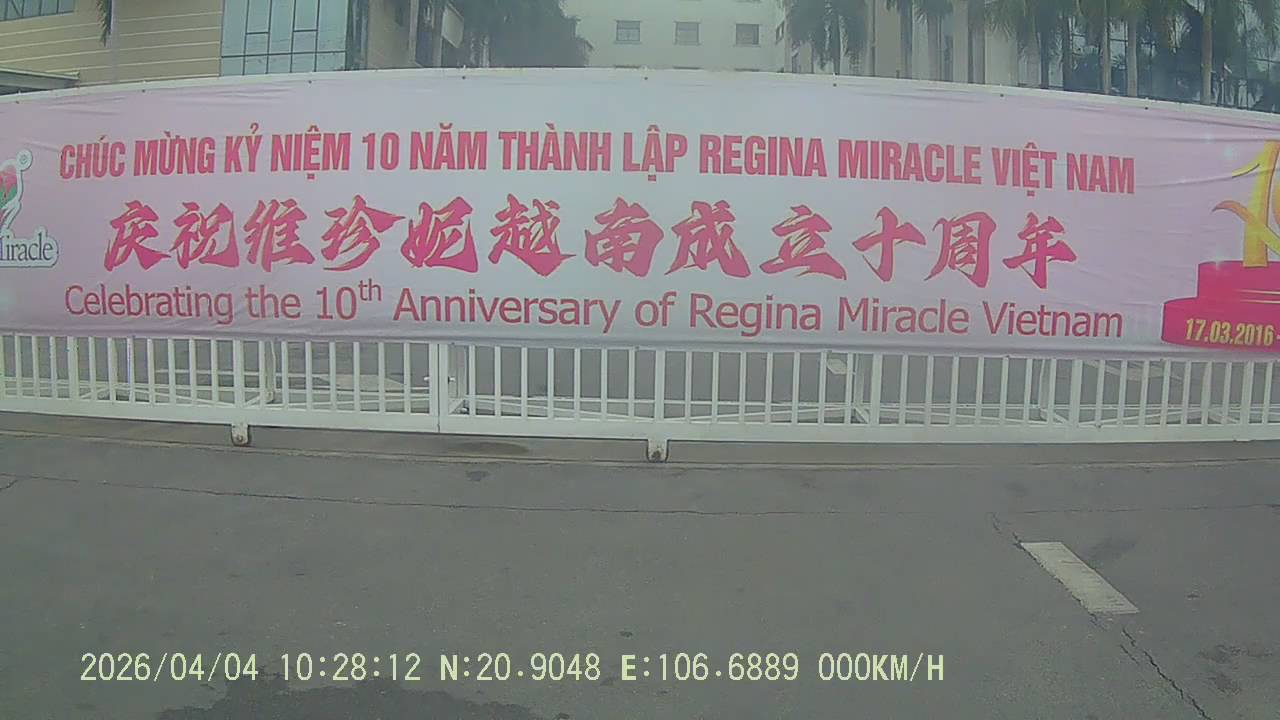 CHÚC MỪNG KỶ NIỆM 10 NĂM THÀNH LẬP REGINA MIRACLE VIỆT NAM
庆祝维珍妮越南成立十周年
Celebrating the 10th Anniversary of Regina Miracle Vietnam
Miracle
17.03.2016 -
2026/04/04 10:28:12 N:20.9048 E:106.6889 000KM/H